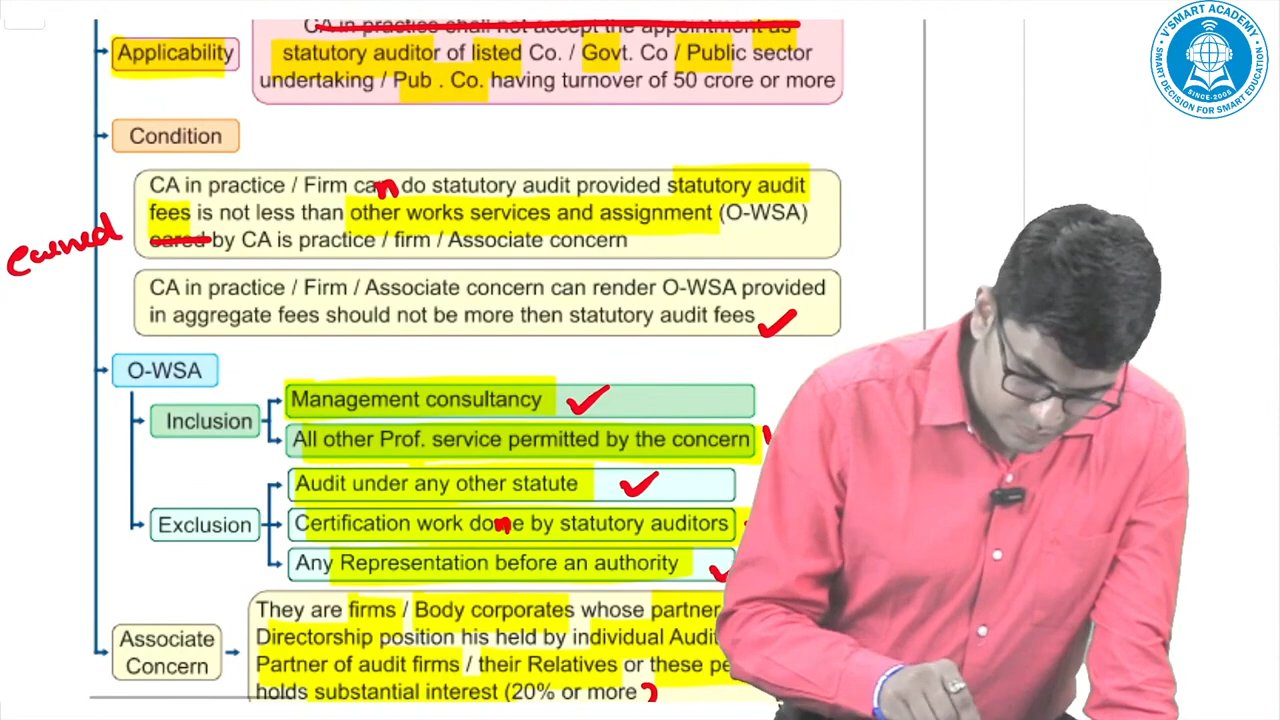 CA in practice shall not accept the appointment as
Applicability
statutory auditor of listed Co. / Govt. Co / Public sector
undertaking / Pub . Co. having turnover of 50 crore or more
Condition
CA in practice / Firm can do statutory audit provided statutory audit
fees is not less than other works services and assignment (O-WSA)
earned
cared by CA is practice / firm / Associate concern
CA in practice / Firm / Associate concern can render O-WSA provided
in aggregate fees should not be more then statutory audit fees
O-WSA
Inclusion
Management consultancy
All other Prof. service permitted by the concern
Exclusion
Audit under any other statute
Certification work done by statutory auditors
Any Representation before an authority
Associate
Concern
They are firms / Body corporates whose partner
Directorship position his held by individual Audit
Partner of audit firms / their Relatives or these pe
holds substantial interest (20% or more )
V'SMART ACADEMY
SINCE-2005
SMART DECISION FOR SMART EDUCATION